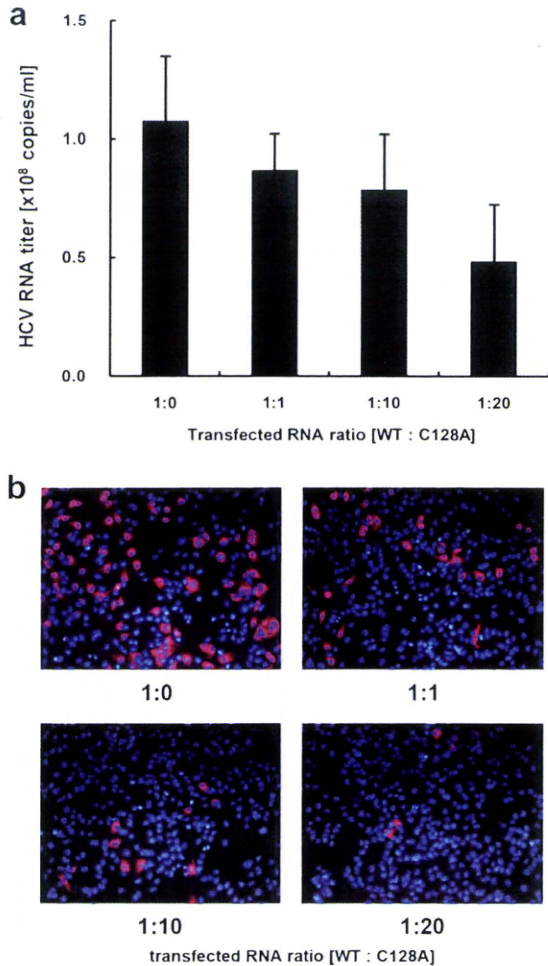 a
HCV RNA titer [x10⁸ copies/ml]
1.5
1.0
0.5
0.0
1:0 1:1 1:10 1:20
Transfected RNA ratio [WT : C128A]
b
1:0 1:1
1:10 1:20
transfected RNA ratio [WT : C128A]